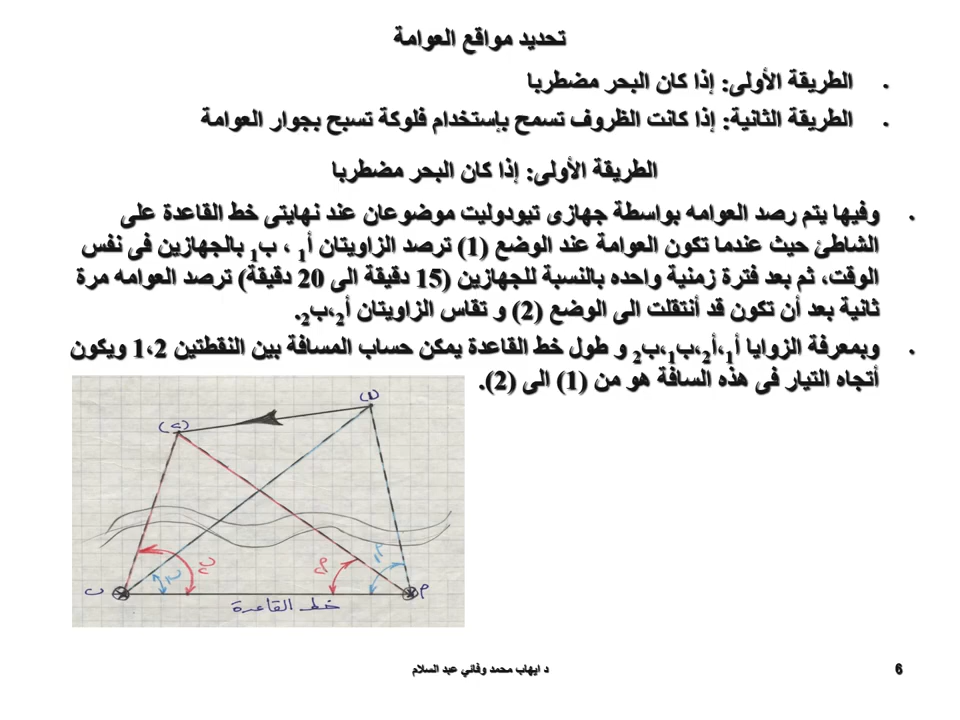 تحديد مواقع العوامة
• الطريقة الأولى: إذا كان البحر مضطربا
• الطريقة الثانية: إذا كانت الظروف تسمح بإستخدام فلوكة تسبح بجوار العوامة
الطريقة الأولى: إذا كان البحر مضطربا
• وفيها يتم رصد العوامه بواسطة جهازى تيودوليت موضوعان عند نهايتى خط القاعدة على
الشاطئ حيث عندما تكون العوامة عند الوضع (1) ترصد الزاويتان أ1 ، ب1 بالجهازين فى نفس
الوقت، ثم بعد فترة زمنية واحده بالنسبة للجهازين (15 دقيقة الى 20 دقيقة) ترصد العوامه مرة
ثانية بعد أن تكون قد أنتقلت الى الوضع (2) و تقاس الزاويتان أ2،ب2.
• وبمعرفة الزوايا أ1،أ2،ب1،ب2 و طول خط القاعدة يمكن حساب المسافة بين النقطتين 1،2 ويكون
أتجاه التيار فى هذه السافة هو من (1) الى (2).
(١)
(٢)
ب
أ
خط القاعدة
د ايهاب محمد وفائي عبد السلام
6